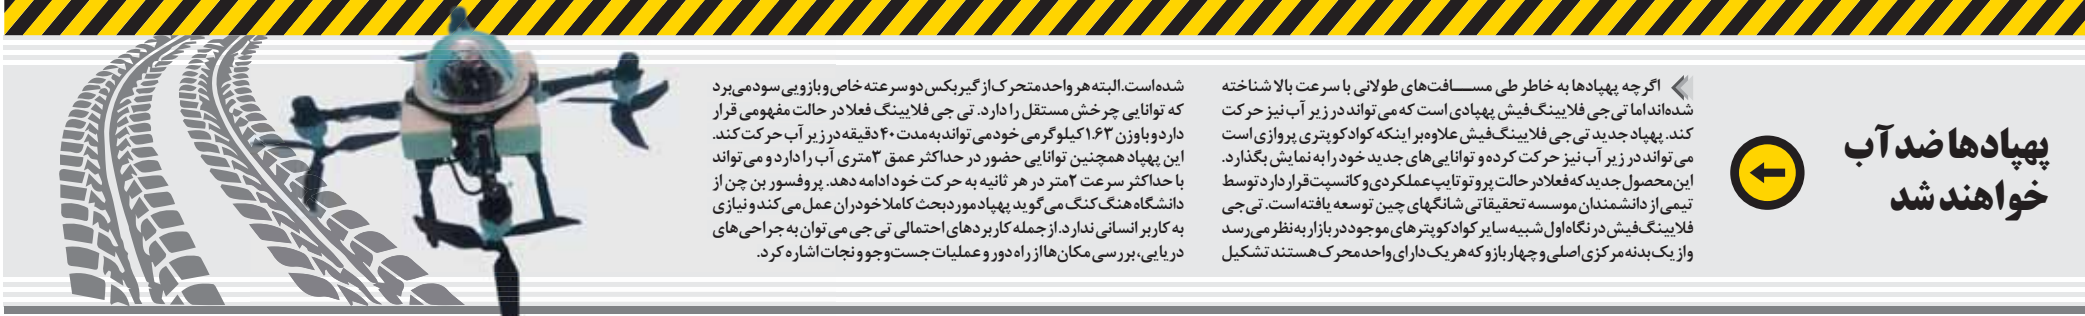 پهپادها ضد آب
خواهند شد
اگرچه پهپادها به خاطر طی مسافت‌های طولانی با سرعت بالا شناخته
شده‌اند اما تی‌جی فلایینگ‌فیش پهپادی است که می‌تواند در زیر آب نیز حرکت
کند. پهپاد جدید تی‌جی فلایینگ‌فیش علاوه‌بر اینکه کوادکوپتری پروازی است
می‌تواند در زیر آب نیز حرکت کرده و توانایی‌های جدید خود را به نمایش بگذارد.
این محصول جدید که فعلا در حالت پروتوتایپ عملکردی و کانسپت قرار دارد توسط
تیمی از دانشمندان موسسه تحقیقاتی شانگهای چین توسعه یافته است. تی‌جی
فلایینگ‌فیش در نگاه اول شبیه سایر کوادکوپترهای موجود در بازار به نظر می‌رسد
و از یک بدنه مرکزی اصلی و چهار بازو که هر یک دارای واحد محرک هستند تشکیل
شده است. البته هر واحد متحرک از گیربکس دو سرعته خاص و بازویی سود می‌برد
که توانایی چرخش مستقل را دارد. تی جی فلایینگ فعلا در حالت مفهومی قرار
دارد و با وزن ۱.۶۳ کیلوگرمی خود می‌تواند به مدت ۴۰ دقیقه در زیر آب حرکت کند.
این پهپاد همچنین توانایی حضور در حداکثر عمق ۳ متری آب را دارد و می‌تواند
با حداکثر سرعت ۲ متر در هر ثانیه به حرکت خود ادامه دهد. پروفسور بن چن از
دانشگاه هنگ کنگ می گوید پهپاد مورد بحث کاملا خودران عمل می کند و نیازی
به کاربر انسانی ندارد. از جمله کاربردهای احتمالی تی جی می توان به جراحی های
دریایی، بررسی مکان‌ها از راه دور و عملیات جست‌وجو و نجات اشاره کرد.